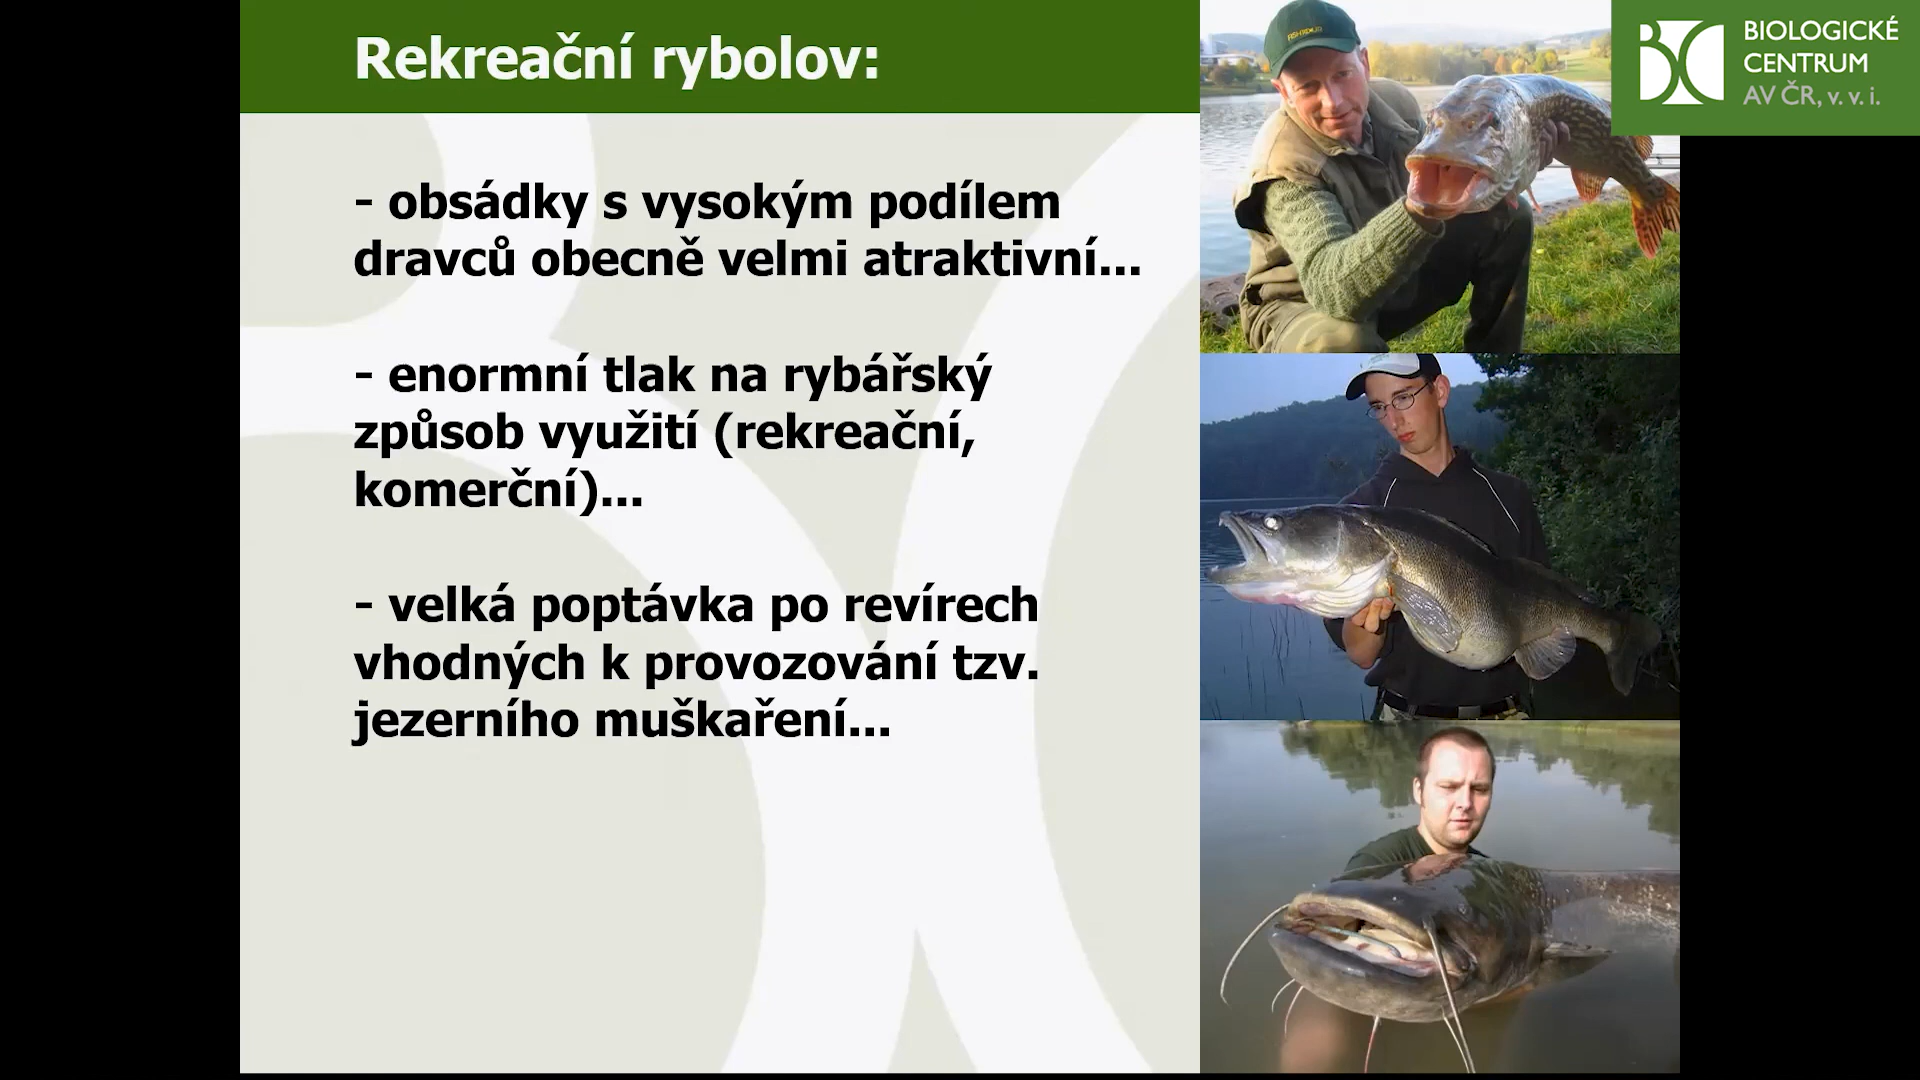 Rekreační rybolov:
- obsádky s vysokým podílem
dravců obecně velmi atraktivní...
- enormní tlak na rybářský
způsob využití (rekreační,
komerční)...
- velká poptávka po revírech
vhodných k provozování tzv.
jezerního muškaření...
BIOLOGICKÉ
CENTRUM
AV ČR, v. v. i.